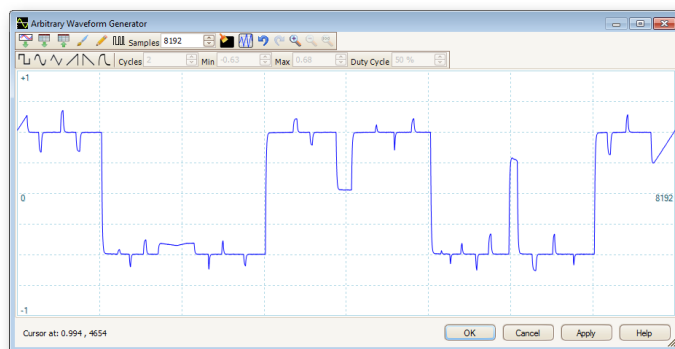 Arbitrary Waveform Generator
Samples 8192
Cycles 2 Min -0.63 Max 0.68 Duty Cycle 50 %
+1
0
8192
-1
Cursor at: 0.994 , 4654
OK Cancel Apply Help